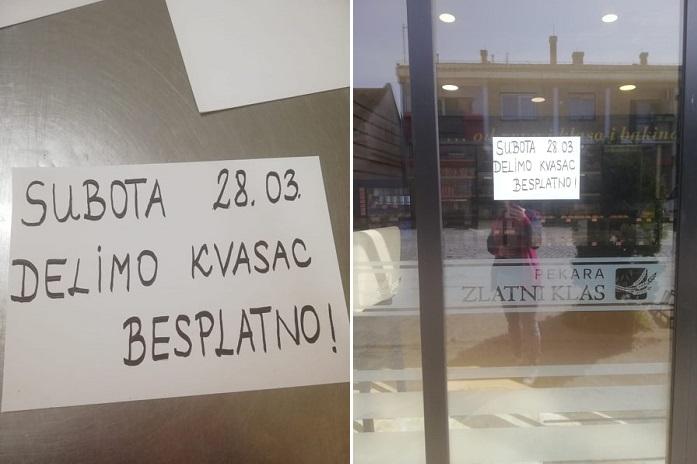 SUBOTA 28.03.
DELIMO KVASAC
BESPLATNO!
SUBOTA 28.03
DELIMO KVASAC
BESPLATNO!
PEKARA
ZLATNI KLAS